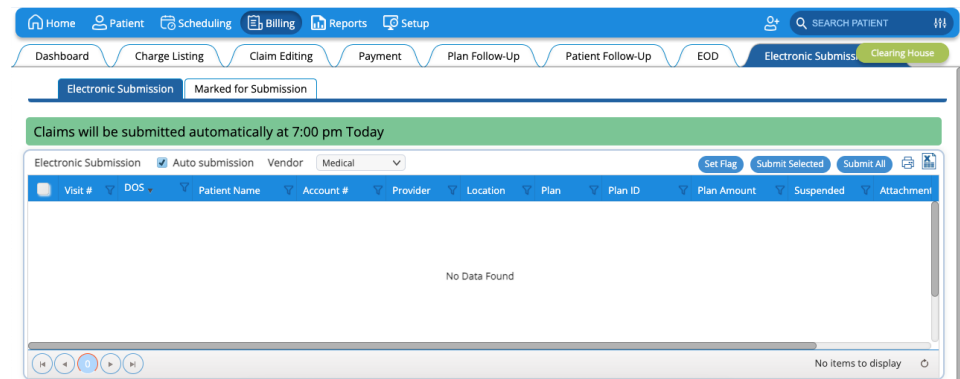 Home Patient Scheduling Billing Reports Setup SEARCH PATIENT
Dashboard Charge Listing Claim Editing Payment Plan Follow-Up Patient Follow-Up EOD Electronic Submissi Clearing House
Electronic Submission Marked for Submission
Claims will be submitted automatically at 7:00 pm Today
Electronic Submission Auto submission Vendor Medical Set Flag Submit Selected Submit All
Visit # DOS Patient Name Account # Provider Location Plan Plan ID Plan Amount Suspended Attachment
No Data Found
0 No items to display